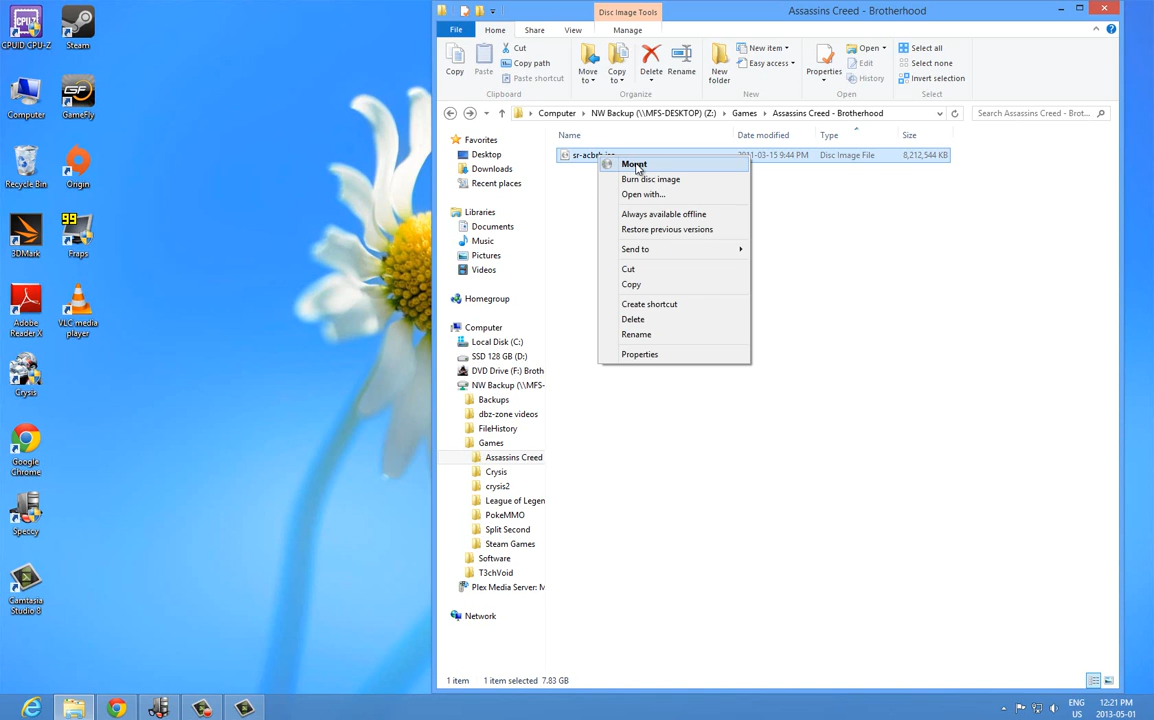 CPUID CPU-Z
Steam
Computer
GameFly
Recycle Bin
Origin
3DMark
99
Fraps
Adobe
Reader X
VLC media
player
Crysis
Google
Chrome
Speccy
Camtasia
Studio 8
Disc Image Tools
Assassins Creed - Brotherhood
File
Home
Share
View
Manage
Copy
Paste
Cut
Copy path
Paste shortcut
Clipboard
Move
to
Copy
to
Delete
Rename
Organize
New
folder
New item
Easy access
New
Properties
Open
Edit
History
Open
Select all
Select none
Invert selection
Select
Computer
NW Backup (\\MFS-DESKTOP) (Z:)
Games
Assassins Creed - Brotherhood
Search Assassins Creed - Brot...
Favorites
Desktop
Downloads
Recent places
Libraries
Documents
Music
Pictures
Videos
Homegroup
Computer
Local Disk (C:)
SSD 128 GB (D:)
DVD Drive (F:) Broth
NW Backup (\\MFS-
Backups
dbz-zone videos
FileHistory
Games
Assassins Creed
Crysis
crysis2
League of Legen
PokeMMO
Split Second
Steam Games
Software
T3chVoid
Plex Media Server: M
Network
Name
Date modified
Type
Size
2011-03-15 9:44 PM
Disc Image File
8,212,544 KB
Mount
Burn disc image
Open with...
Always available offline
Restore previous versions
Send to
Cut
Copy
Create shortcut
Delete
Rename
Properties
1 item
1 item selected 7.83 GB
ENG
US
12:21 PM
2013-05-01